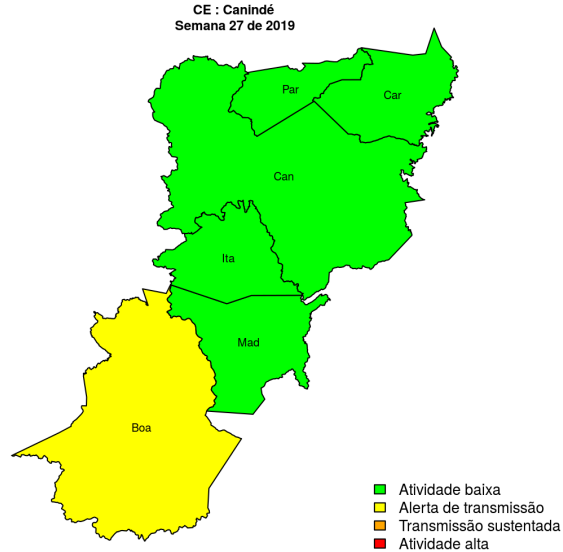 CE : Canindé
Semana 27 de 2019
Par
Car
Can
Ita
Mad
Boa
Atividade baixa
Alerta de transmissão
Transmissão sustentada
Atividade alta